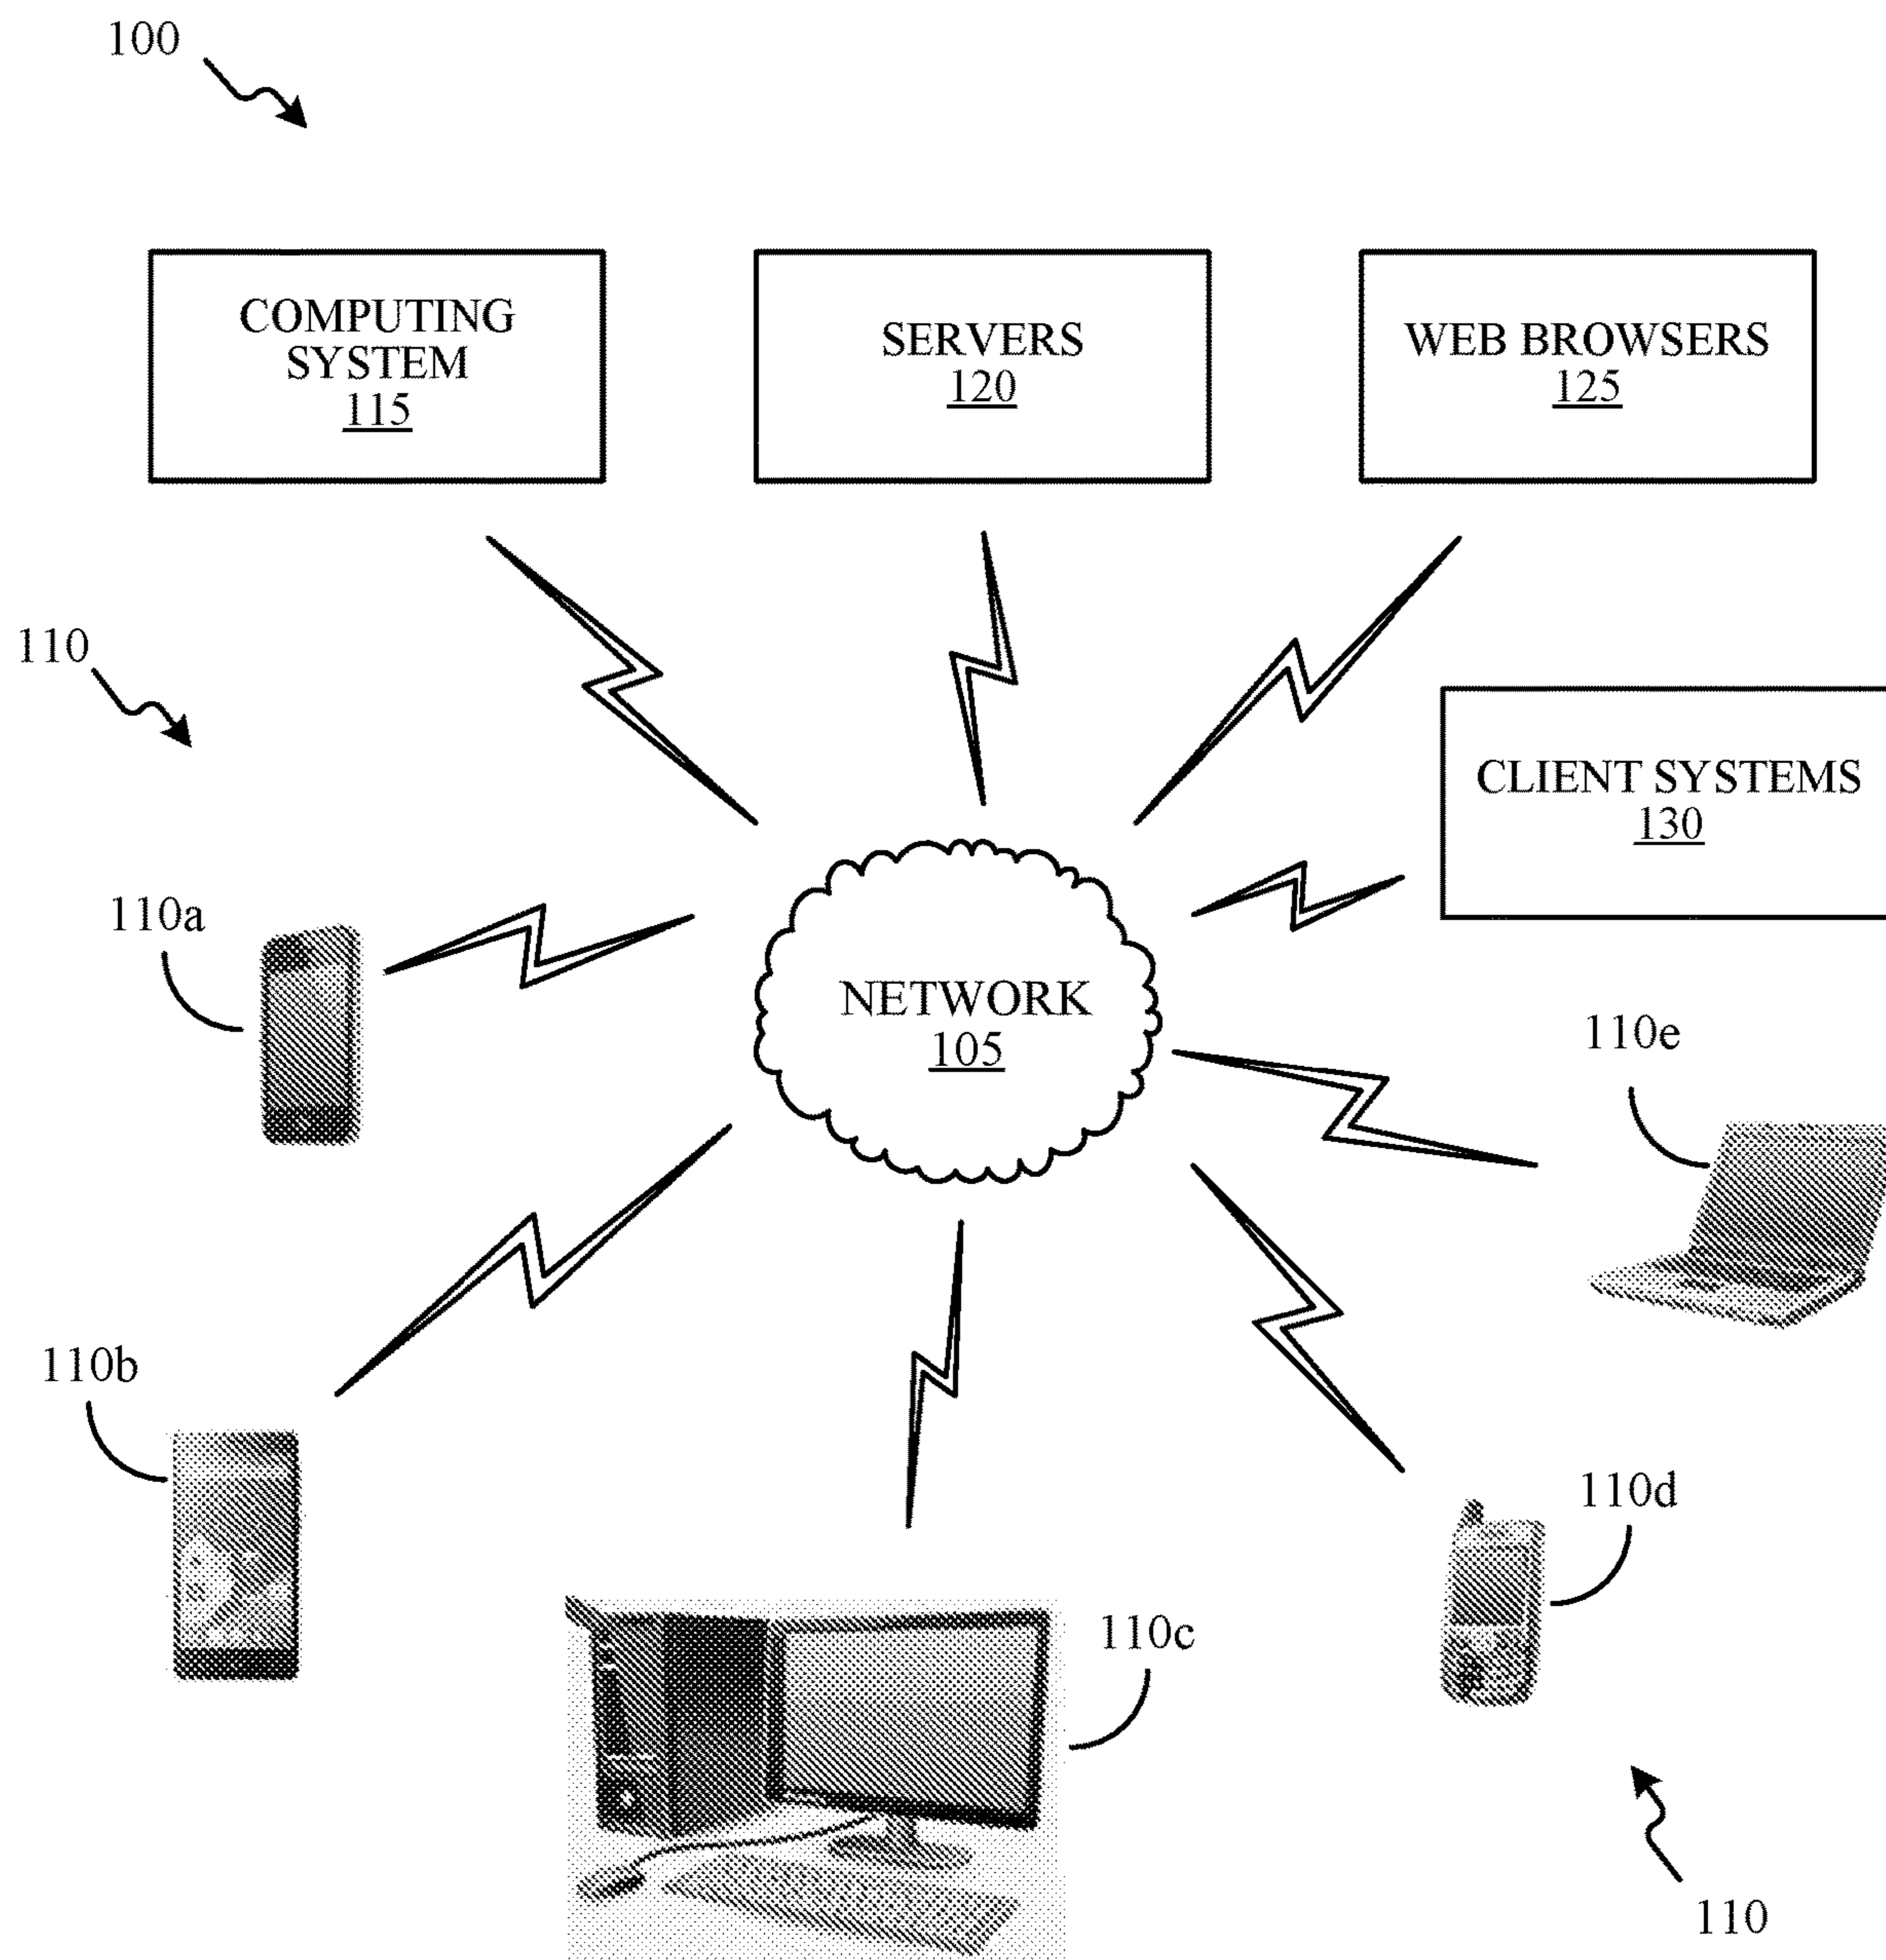 100
COMPUTING
SYSTEM
115
SERVERS
120
WEB BROWSERS
125
110
CLIENT SYSTEMS
130
110a
NETWORK
105
110e
110b
110d
110c
110